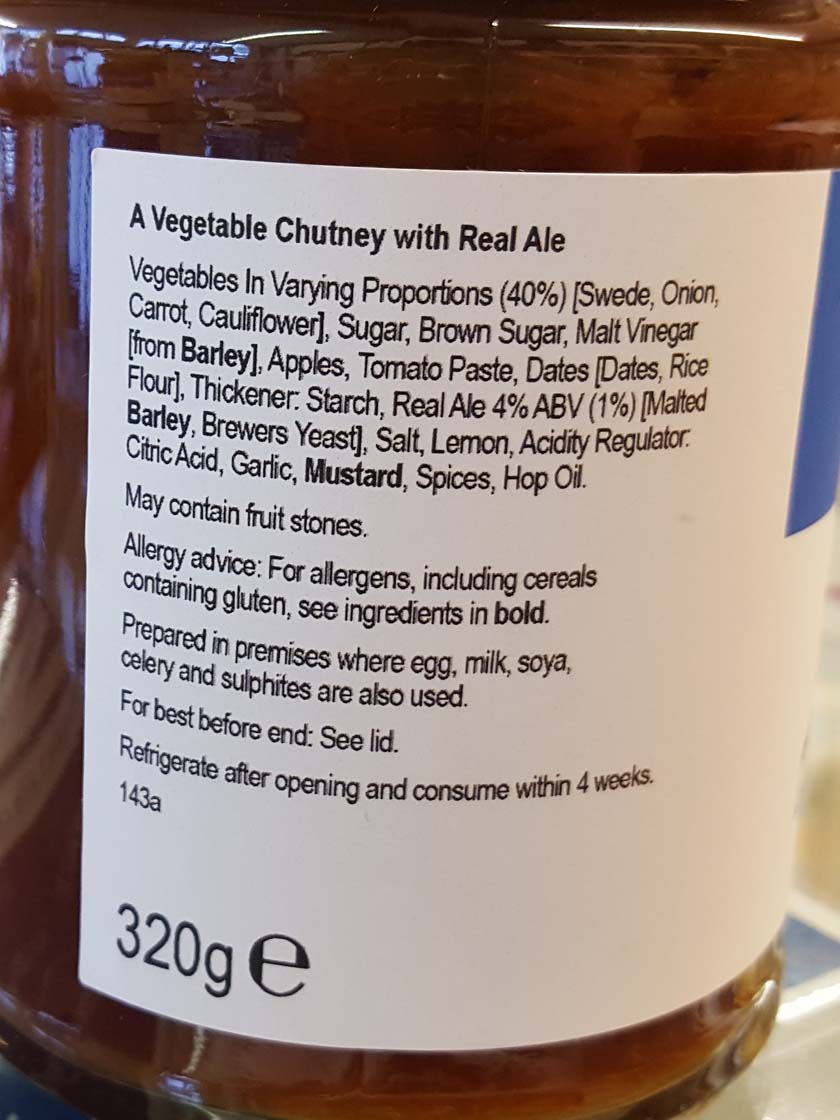 A Vegetable Chutney with Real Ale
Vegetables In Varying Proportions (40%) [Swede, Onion,
Carrot, Cauliflower], Sugar, Brown Sugar, Malt Vinegar
[from Barley], Apples, Tomato Paste, Dates [Dates, Rice
Flour], Thickener: Starch, Real Ale 4% ABV (1%) [Malted
Barley, Brewers Yeast], Salt, Lemon, Acidity Regulator:
Citric Acid, Garlic, Mustard, Spices, Hop Oil.
May contain fruit stones.
Allergy advice: For allergens, including cereals
containing gluten, see ingredients in bold.
Prepared in premises where egg, milk, soya,
celery and sulphites are also used.
For best before end: See lid.
Refrigerate after opening and consume within 4 weeks.
143a
320g e